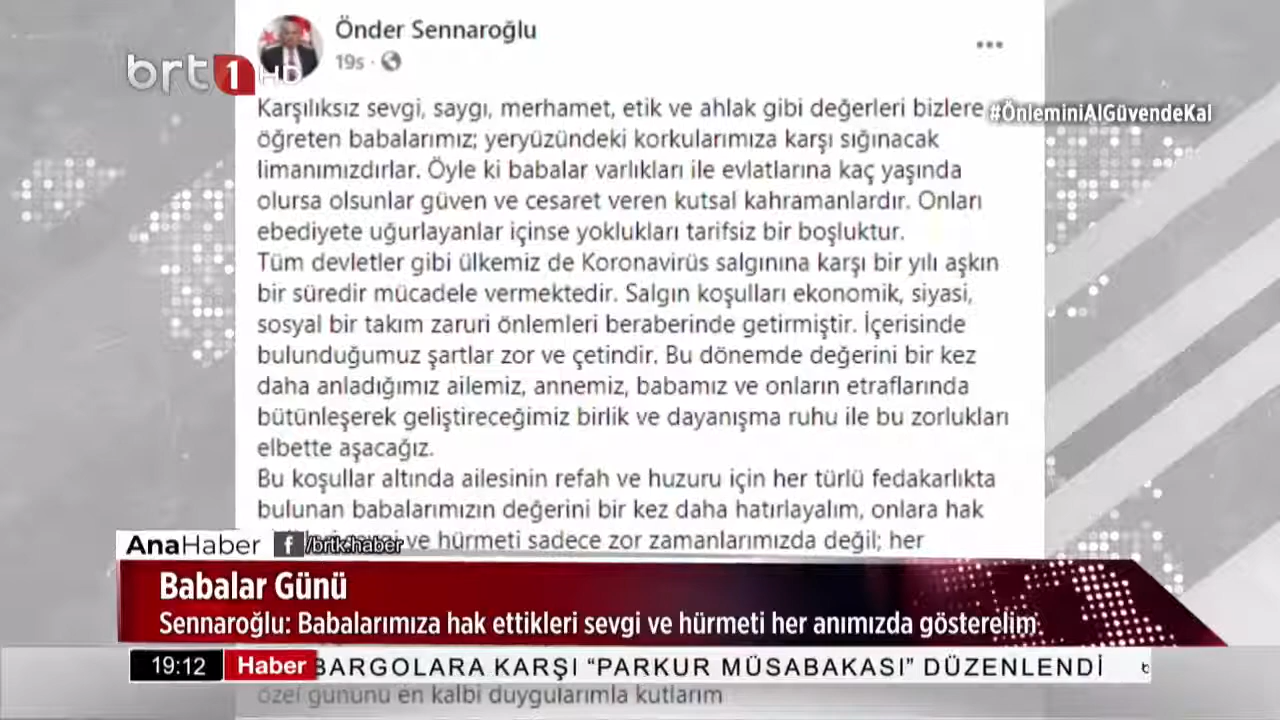 Önder Sennaroğlu
19s
brt 1 HD
#ÖnleminiAlGüvendeKal
Karşılıksız sevgi, saygı, merhamet, etik ve ahlak gibi değerleri bizlere
öğreten babalarımız; yeryüzündeki korkularımıza karşı sığınacak
limanımızdırlar. Öyle ki babalar varlıkları ile evlatlarına kaç yaşında
olursa olsunlar güven ve cesaret veren kutsal kahramanlardır. Onları
ebediyete uğurlayanlar içinse yoklukları tarifsiz bir boşluktur.
Tüm devletler gibi ülkemiz de Koronavirüs salgınına karşı bir yılı aşkın
bir süredir mücadele vermektedir. Salgın koşulları ekonomik, siyasi,
sosyal bir takım zaruri önlemleri beraberinde getirmiştir. İçerisinde
bulunduğumuz şartlar zor ve çetindir. Bu dönemde değerini bir kez
daha anladığımız ailemiz, annemiz, babamız ve onların etraflarında
bütünleşerek geliştireceğimiz birlik ve dayanışma ruhu ile bu zorlukları
elbette aşacağız.
Bu koşullar altında ailesinin refah ve huzuru için her türlü fedakarlıkta
bulunan babalarımızın değerini bir kez daha hatırlayalım, onlara hak
ve hürmeti sadece zor zamanlarımızda değil; her
AnaHaber f /brtk.haber
Babalar Günü
Sennaroğlu: Babalarımıza hak ettikleri sevgi ve hürmeti her anımızda gösterelim
19:12 Haber BARGOLARA KARŞI “PARKUR MÜSABAKASI” DÜZENLENDİ
özel gününü en kalbi duygularımla kutlarım